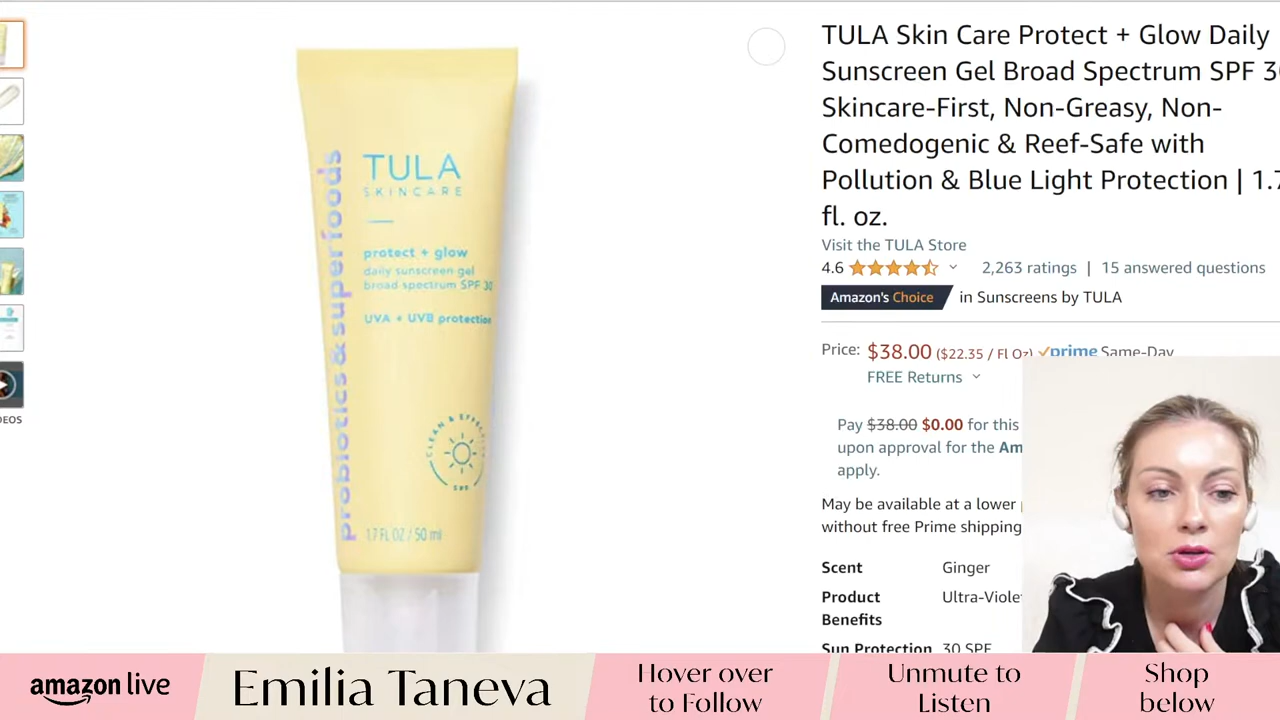 TULA Skin Care Protect + Glow Daily
Sunscreen Gel Broad Spectrum SPF
Skincare-First, Non-Greasy, Non-
Comedogenic & Reef-Safe with
Pollution & Blue Light Protection |
fl. oz.
Visit the TULA Store
4.6 2,263 ratings | 15 answered questions
Amazon's Choice in Sunscreens by TULA
Price: $38.00 ($22.35 / Fl Oz) prime Same-Day
FREE Returns
Pay $38.00 $0.00 for this
upon approval for the
apply.
May be available at a lower
without free Prime shipping
Scent Ginger
Product
Benefits
Sun Protection 30 SPF
probiotics & superfoods
TULA
SKINCARE
protect + glow
daily sunscreen gel
broad spectrum SPF 30
UVA + UVB protection
CLEAN & EFFECTIVE
SPF
1.7 FL OZ / 50 ml
amazon live
Emilia Taneva
Hover over
to Follow
Unmute to
Listen
Shop
below